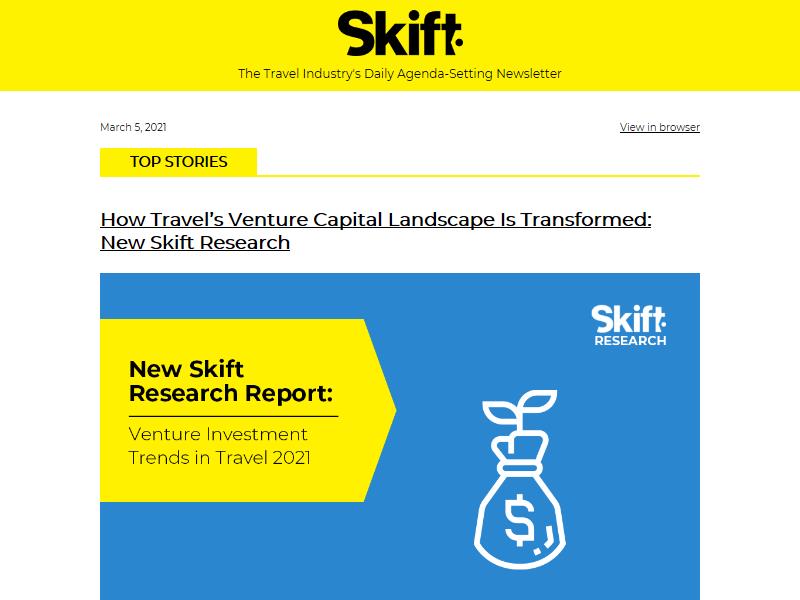 Skift
The Travel Industry's Daily Agenda-Setting Newsletter
March 5, 2021
View in browser
TOP STORIES
How Travel’s Venture Capital Landscape Is Transformed:
New Skift Research
Skift
RESEARCH
New Skift
Research Report:
Venture Investment
Trends in Travel 2021
$